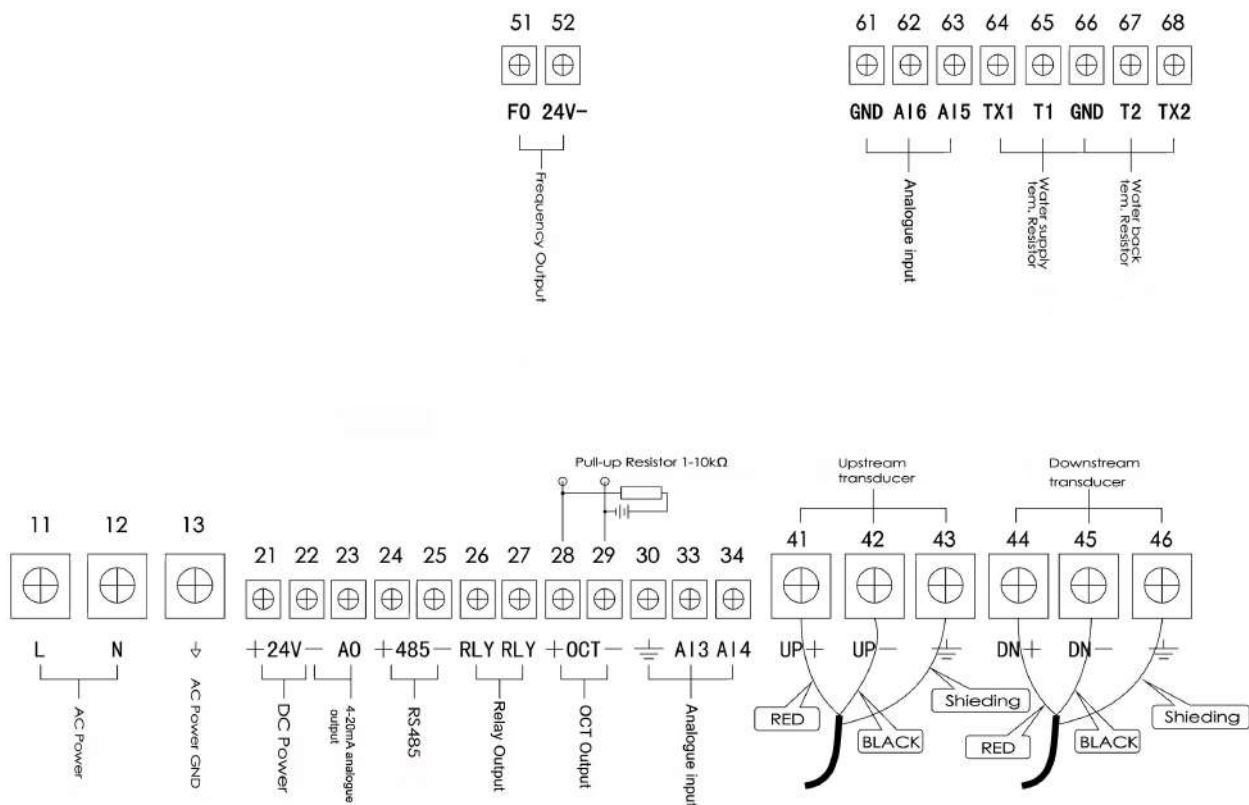 51 52
FO 24V-
Frequency Output
61 62 63 64 65 66 67 68
GND AI6 AI5 TX1 T1 GND T2 TX2
Analogue input
Water supply
tem. Resistor
Water back
tem. Resistor
Pull-up Resistor 1-10kΩ
Upstream
transducer
Downstream
transducer
11 12 13
21 22 23 24 25 26 27 28 29 30 33 34
41 42 43 44 45 46
L N
+24V- AO +485- RLY RLY +OCT- AI3 AI4
UP+ UP- DN+ DN-
AC Power
AC Power GND
DC Power
4-20mA analogue
output
RS485
Relay Output
OCT Output
Analogue input
RED
BLACK
Shieding
RED
BLACK
Shieding